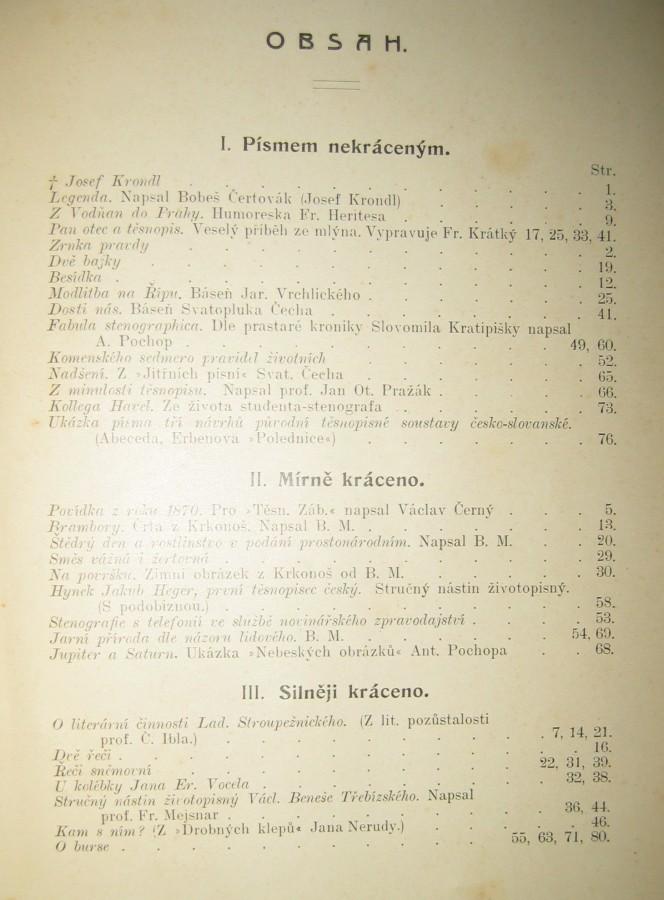 OBSAH.
I. Písmem nekráceným.
Str.
† Josef Krondl . . . . . . . . . . 1.
Legenda. Napsal Bobeš Čertovák (Josef Krondl) . . . . . 3.
Z Vodňan do Prahy. Humoreska Fr. Heritesa . . . . . . 9.
Pan otec a těsnopis. Veselý příběh ze mlýna. Vypravuje Fr. Krátký 17, 25, 33, 41.
Zrnka pravdy . . . . . . . . . . 2.
Dvě bajky . . . . . . . . . . 19.
Besídka . . . . . . . . . . 12.
Modlitba na Řípu. Báseň Jar. Vrchlického . . . . . . . 25.
Dosti nás. Báseň Svatopluka Čecha . . . . . . . 41.
Fabula stenographica. Dle prastaré kroniky Slovomila Kratipišky napsal
A. Pochop . . . . . . . . . 49, 60.
Komenského sedmero pravidel životních . . . . . . . 52.
Nadšení. Z »Jitřních písní« Svat. Čecha . . . . . . 65.
Z minulosti těsnopisu. Napsal prof. Jan Ot. Pražák . . . . . 66.
Kollega Havel. Ze života studenta-stenografa . . . . . . 73.
Ukázka písma tří návrhů původní těsnopisné soustavy česko-slovanské.
(Abeceda, Erbenova »Polednice«) . . . . . . 76.
II. Mírně kráceno.
Povídka z roku 1870. Pro »Těsn. Záb.« napsal Václav Černý . . . 5.
Brambory. Črta z Krkonoš. Napsal B. M. . . . . . . 13.
Štědrý den a rostlinstvo v podání prostonárodním. Napsal B. M. . . . 20.
Směs vážná i žertovná . . . . . . . . 29.
Na površku. Zimní obrázek z Krkonoš od B. M. . . . . . 30.
Hynek Jakub Heger, první těsnopisec český. Stručný nástin životopisný.
(S podobiznou.) . . . . . . . . . 58.
Stenografie s telefonií ve službě novinářského zpravodajství . . . . 53.
Jarní příroda dle názoru lidového. B. M. . . . . . 54, 69.
Jupiter a Saturn. Ukázka »Nebeských obrázků« Ant. Pochopa . . 68.
III. Silněji kráceno.
O literární činnosti Lad. Stroupežnického. (Z lit. pozůstalosti
prof. Č. Ibla.) . . . . . . . . 7, 14, 21.
Dvě řeči . . . . . . . . . . 16.
Řeči sněmovní . . . . . . . . 22, 31, 39.
U kolébky Jana Er. Vocela . . . . . . . 32, 38.
Stručný nástin životopisný Václ. Beneše Třebízského. Napsal
prof. Fr. Mejsnar . . . . . . . . 36, 44.
Kam s ním? (Z »Drobných klepů« Jana Nerudy.) . . . . 46.
O burse . . . . . . . . 55, 63, 71, 80.